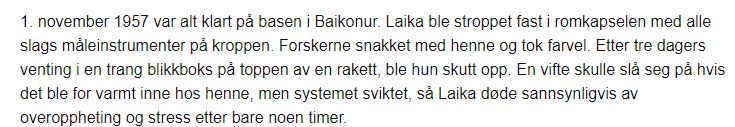 1. november 1957 var alt klart på basen i Baikonur. Laika ble stroppet fast i romkapselen med alle
slags måleinstrumenter på kroppen. Forskerne snakket med henne og tok farvel. Etter tre dagers
venting i en trang blikkboks på toppen av en rakett, ble hun skutt opp. En vifte skulle slå seg på hvis
det ble for varmt inne hos henne, men systemet sviktet, så Laika døde sannsynligvis av
overoppheting og stress etter bare noen timer.